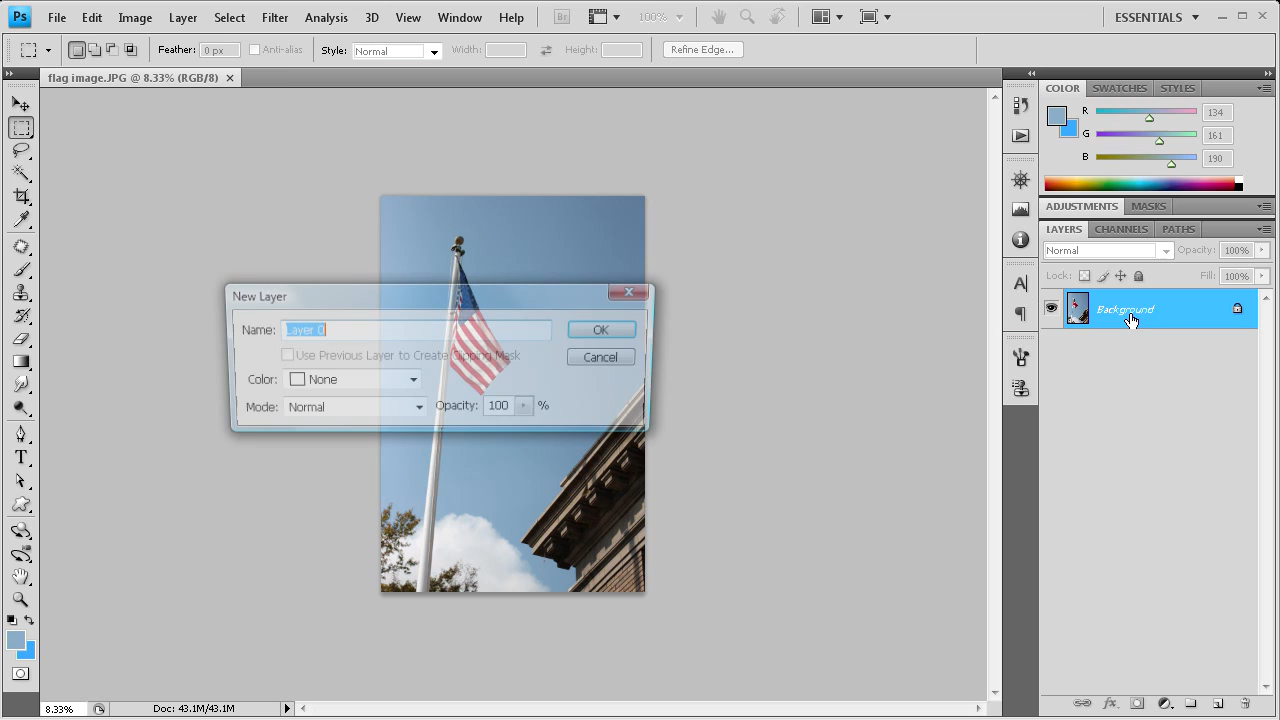 Ps File Edit Image Layer Select Filter Analysis 3D View Window Help Br 100% ESSENTIALS
Feather: 0 px Anti-alias Style: Normal Width: Height: Refine Edge...
flag image.JPG @ 8.33% (RGB/8)
COLOR SWATCHES STYLES
R 134
G 161
B 190
ADJUSTMENTS MASKS
LAYERS CHANNELS PATHS
Normal Opacity: 100%
Lock: Fill: 100%
Background
New Layer
Name: Layer 0 OK
Use Previous Layer to Create Clipping Mask Cancel
Color: None
Mode: Normal Opacity: 100 %
8.33% Doc: 43.1M/43.1M